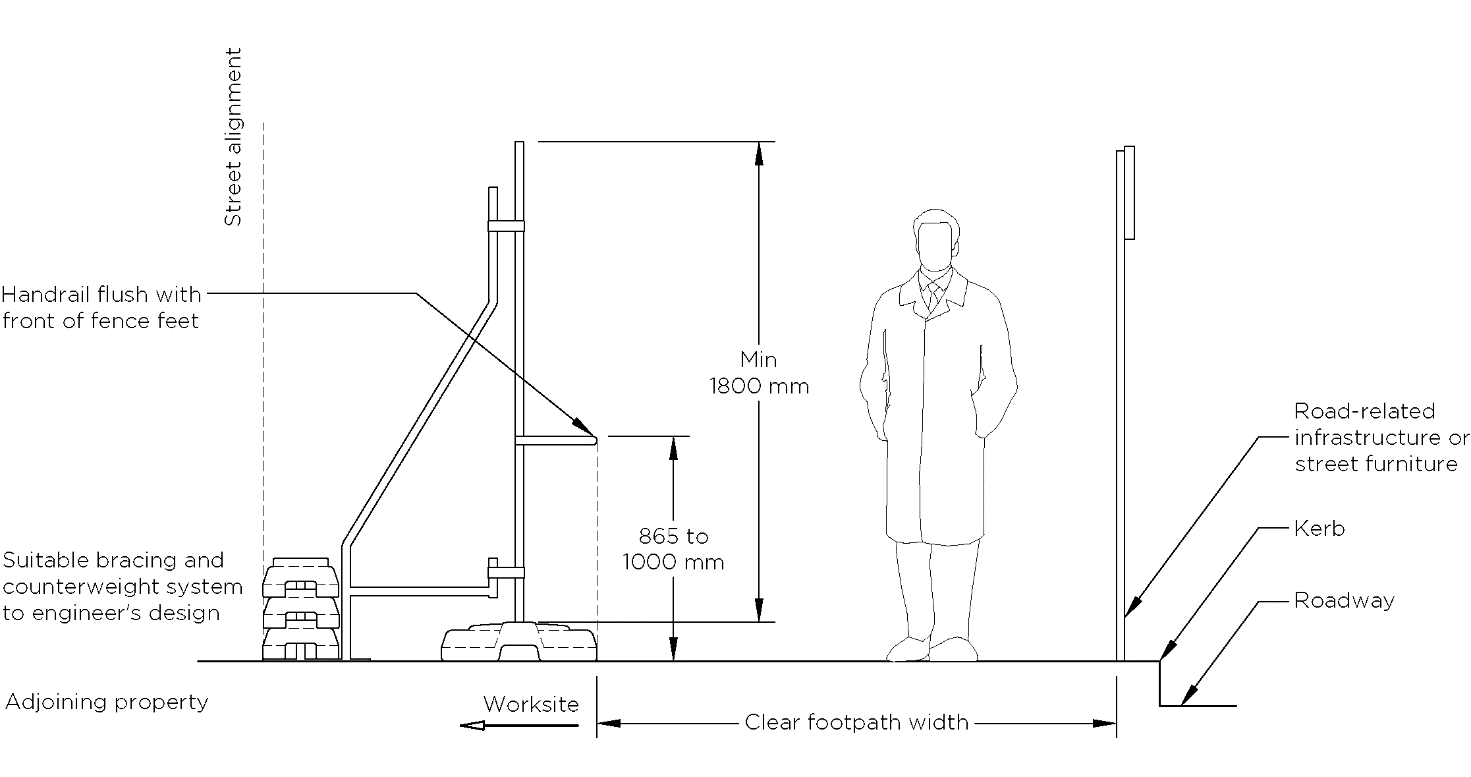 Street alignment
Handrail flush with
front of fence feet
Min
1800 mm
Road-related
infrastructure or
street furniture
865 to
1000 mm
Kerb
Suitable bracing and
counterweight system
to engineer's design
Roadway
Adjoining property
Worksite
Clear footpath width